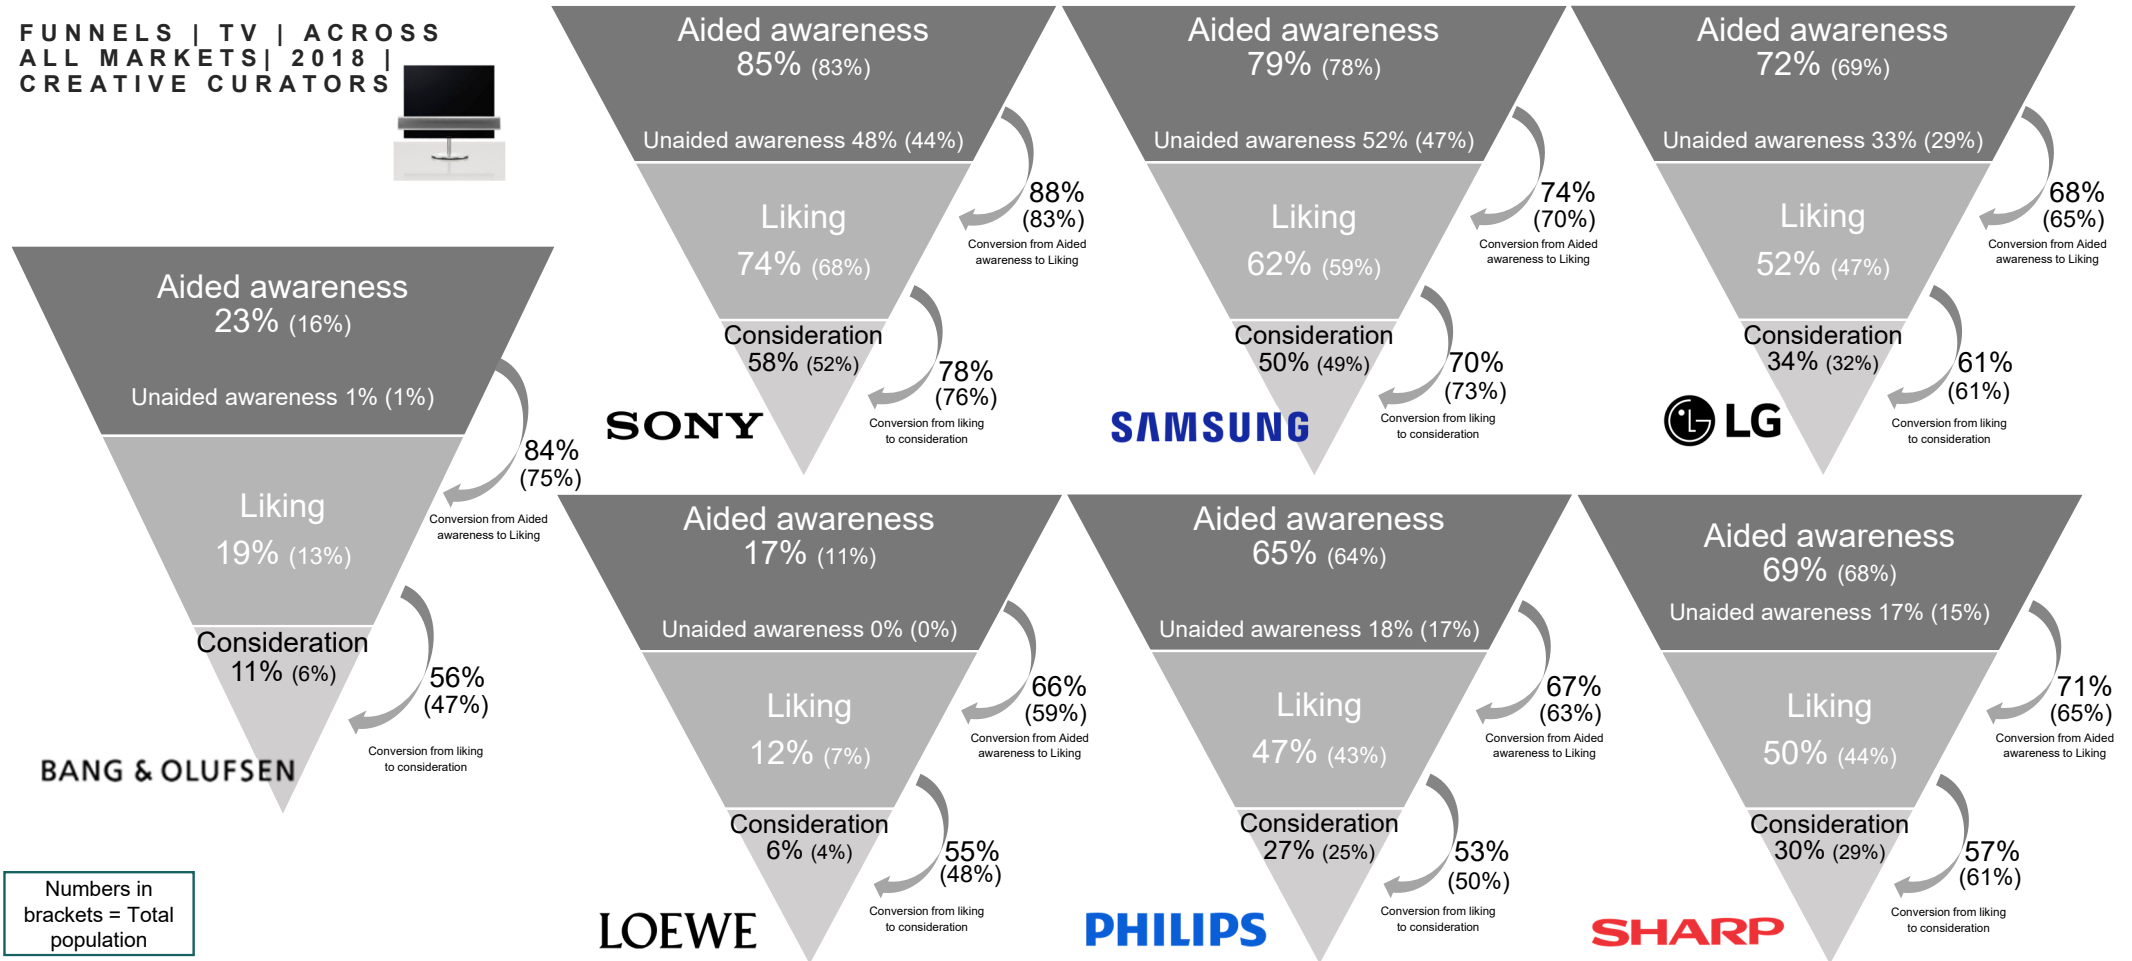 FUNNELS | TV | ACROSS
ALL MARKETS| 2018 |
CREATIVE CURATORS
Aided awareness
23% (16%)
Unaided awareness 1% (1%)
84%
(75%)
Conversion from Aided
awareness to Liking
Liking
19% (13%)
Consideration
11% (6%)
56%
(47%)
Conversion from liking
to consideration
BANG & OLUFSEN
Numbers in
brackets = Total
population
Aided awareness
85% (83%)
Unaided awareness 48% (44%)
88%
(83%)
Conversion from Aided
awareness to Liking
Liking
74% (68%)
Consideration
58% (52%)
78%
(76%)
Conversion from liking
to consideration
SONY
Aided awareness
79% (78%)
Unaided awareness 52% (47%)
74%
(70%)
Conversion from Aided
awareness to Liking
Liking
62% (59%)
Consideration
50% (49%)
70%
(73%)
Conversion from liking
to consideration
SAMSUNG
Aided awareness
72% (69%)
Unaided awareness 33% (29%)
68%
(65%)
Conversion from Aided
awareness to Liking
Liking
52% (47%)
Consideration
34% (32%)
61%
(61%)
Conversion from liking
to consideration
LG
Aided awareness
17% (11%)
Unaided awareness 0% (0%)
66%
(59%)
Conversion from Aided
awareness to Liking
Liking
12% (7%)
Consideration
6% (4%)
55%
(48%)
Conversion from liking
to consideration
LOEWE
Aided awareness
65% (64%)
Unaided awareness 18% (17%)
67%
(63%)
Conversion from Aided
awareness to Liking
Liking
47% (43%)
Consideration
27% (25%)
53%
(50%)
Conversion from liking
to consideration
PHILIPS
Aided awareness
69% (68%)
Unaided awareness 17% (15%)
71%
(65%)
Conversion from Aided
awareness to Liking
Liking
50% (44%)
Consideration
30% (29%)
57%
(61%)
Conversion from liking
to consideration
SHARP